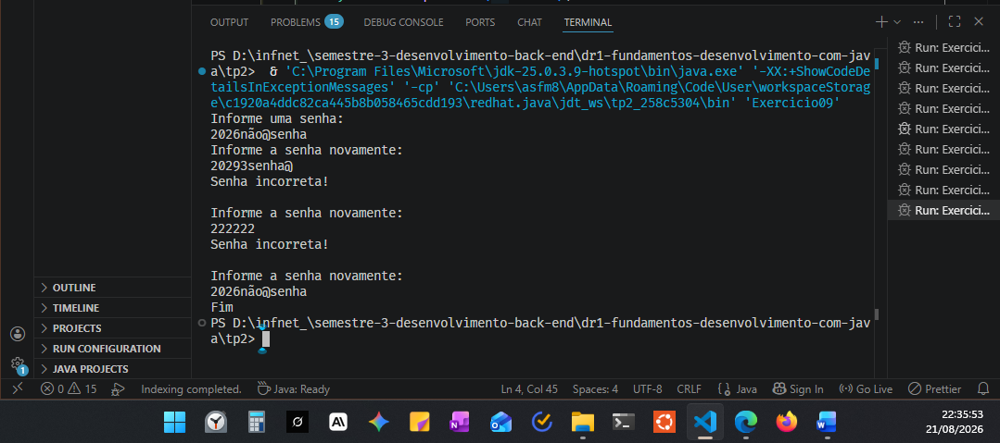 OUTPUT PROBLEMS 15 DEBUG CONSOLE PORTS CHAT TERMINAL
PS D:\infnet_\semestre-3-desenvolvimento-back-end\dr1-fundamentos-desenvolvimento-com-jav
a\tp2>  & 'C:\Program Files\Microsoft\jdk-25.0.3.9-hotspot\bin\java.exe' '-XX:+ShowCodeDe
tailsInExceptionMessages' '-cp' 'C:\Users\asfm8\AppData\Roaming\Code\User\workspaceStorag
e\c1920a4ddc82ca445b8b058465cdd193\redhat.java\jdt_ws\tp2_258c5304\bin' 'Exercicio09'
Informe uma senha:
2026não@senha
Informe a senha novamente:
20293senha@
Senha incorreta!
Informe a senha novamente:
222222
Senha incorreta!
Informe a senha novamente:
2026não@senha
Fim
PS D:\infnet_\semestre-3-desenvolvimento-back-end\dr1-fundamentos-desenvolvimento-com-jav
a\tp2>
Run: Exercici...
Run: Exercici...
Run: Exercici...
Run: Exercici...
Run: Exercici...
Run: Exercici...
Run: Exercici...
Run: Exercici...
Run: Exercici...
OUTLINE
TIMELINE
PROJECTS
RUN CONFIGURATION
JAVA PROJECTS
1
0 15 Indexing completed. Java: Ready Ln 4, Col 45 Spaces: 4 UTF-8 CRLF Java Sign In Go Live Prettier
22:35:53
21/08/2026